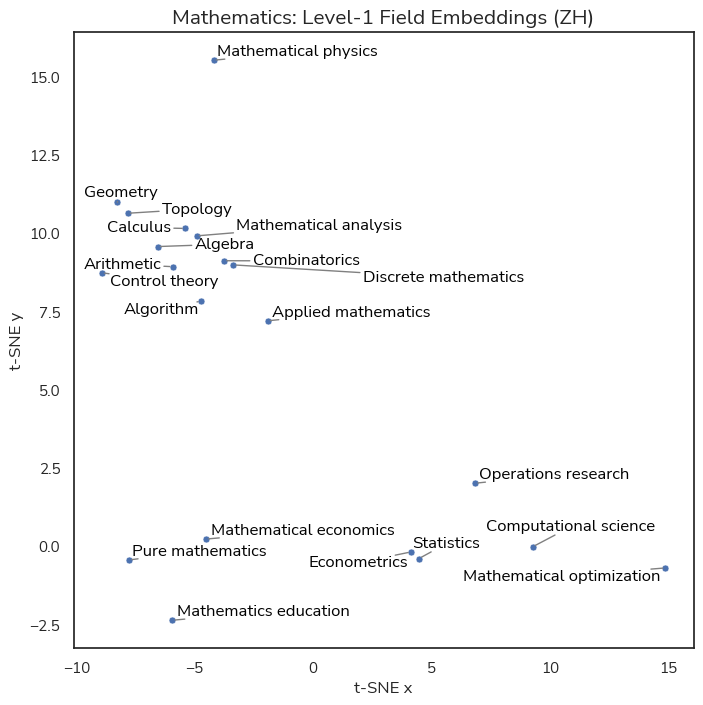 Mathematics: Level-1 Field Embeddings (ZH)
Mathematical physics
15.0
12.5
Geometry
Topology
Mathematical analysis
Calculus
10.0
Algebra
Combinatorics
Arithmetic
Discrete mathematics
Control theory
Algorithm
Applied mathematics
7.5
t-SNE y
5.0
2.5
Operations research
Computational science
Mathematical economics
Statistics
0.0
Pure mathematics
Econometrics
Mathematical optimization
Mathematics education
−2.5
−10
−5
0
5
10
15
t-SNE x